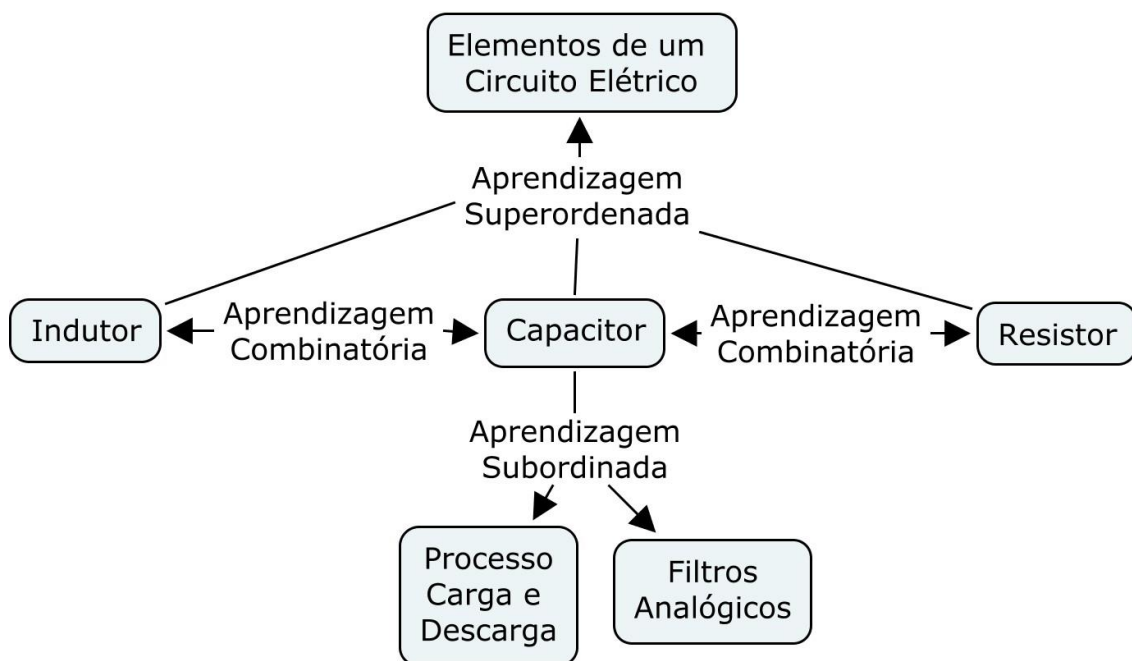 Elementos de um
Circuito Elétrico
Aprendizagem
Superordenada
Indutor
Aprendizagem
Combinatória
Capacitor
Aprendizagem
Combinatória
Resistor
Aprendizagem
Subordinada
Processo
Carga e
Descarga
Filtros
Analógicos